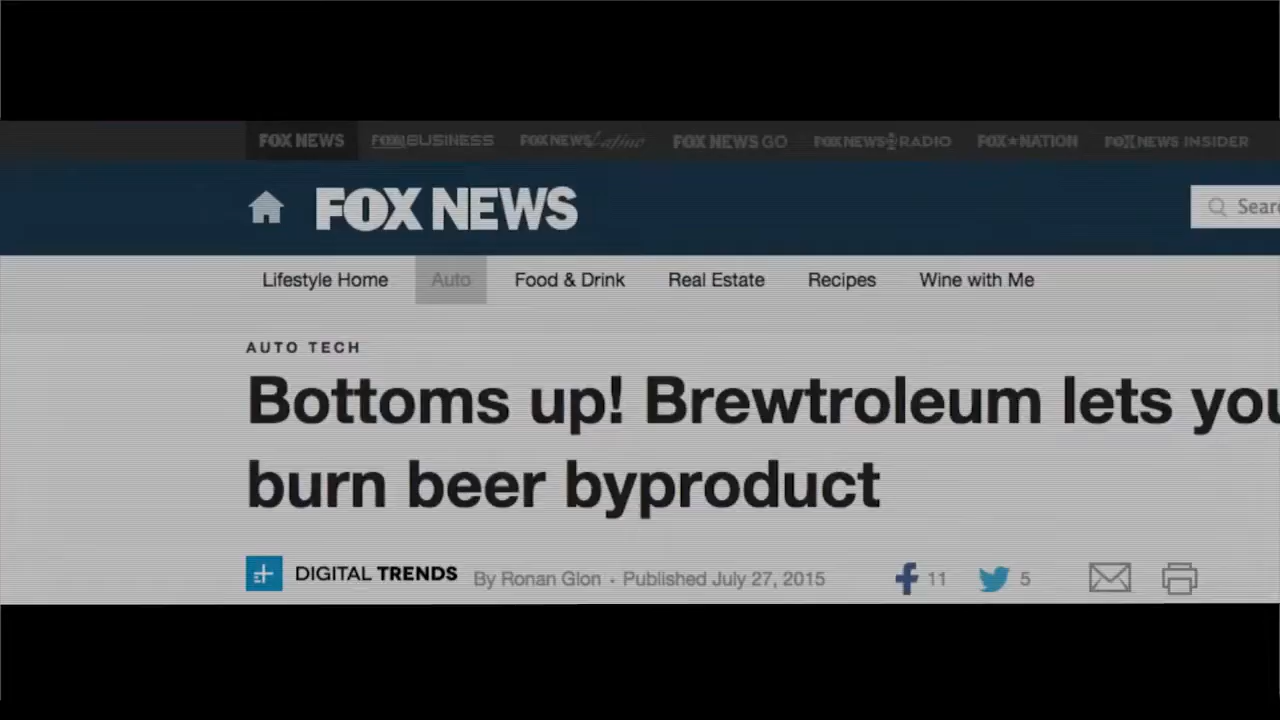 FOX NEWS FOX BUSINESS FOX NEWS Latino FOX NEWS GO FOX NEWS RADIO FOX NATION FOX NEWS INSIDER
FOX NEWS
Lifestyle Home Auto Food & Drink Real Estate Recipes Wine with Me
AUTO TECH
Bottoms up! Brewtroleum lets you
burn beer byproduct
DIGITAL TRENDS By Ronan Glon · Published July 27, 2015 11 5